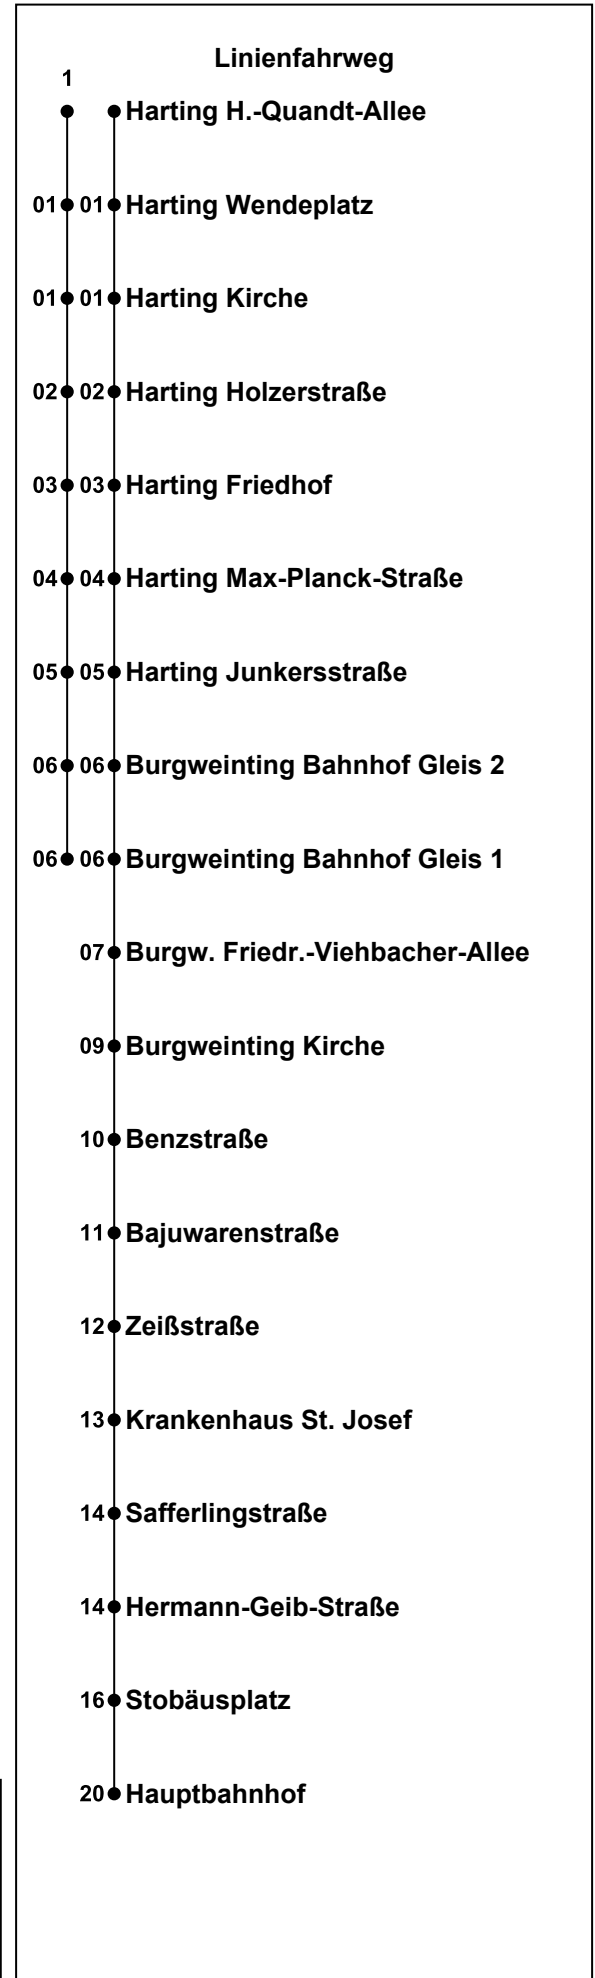 Linienfahrweg
1
Harting H.-Quandt-Allee
01 01 Harting Wendeplatz
01 01 Harting Kirche
02 02 Harting Holzerstraße
03 03 Harting Friedhof
04 04 Harting Max-Planck-Straße
05 05 Harting Junkersstraße
06 06 Burgweinting Bahnhof Gleis 2
06 06 Burgweinting Bahnhof Gleis 1
07 Burgw. Friedr.-Viehbacher-Allee
09 Burgweinting Kirche
10 Benzstraße
11 Bajuwarenstraße
12 Zeißstraße
13 Krankenhaus St. Josef
14 Safferlingstraße
14 Hermann-Geib-Straße
16 Stobäusplatz
20 Hauptbahnhof